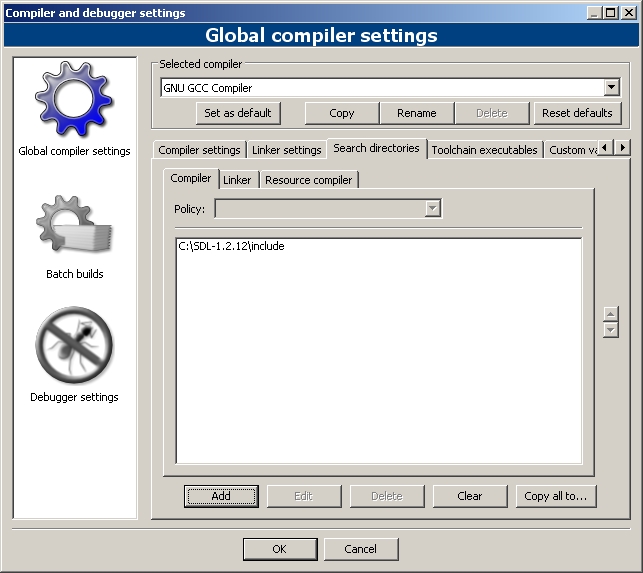 Compiler and debugger settings
Global compiler settings
Global compiler settings
Batch builds
Debugger settings
Selected compiler
GNU GCC Compiler
Set as default
Copy
Rename
Delete
Reset defaults
Compiler settings
Linker settings
Search directories
Toolchain executables
Custom va
Compiler
Linker
Resource compiler
Policy:
C:\SDL-1.2.12\include
Add
Edit
Delete
Clear
Copy all to...
OK
Cancel